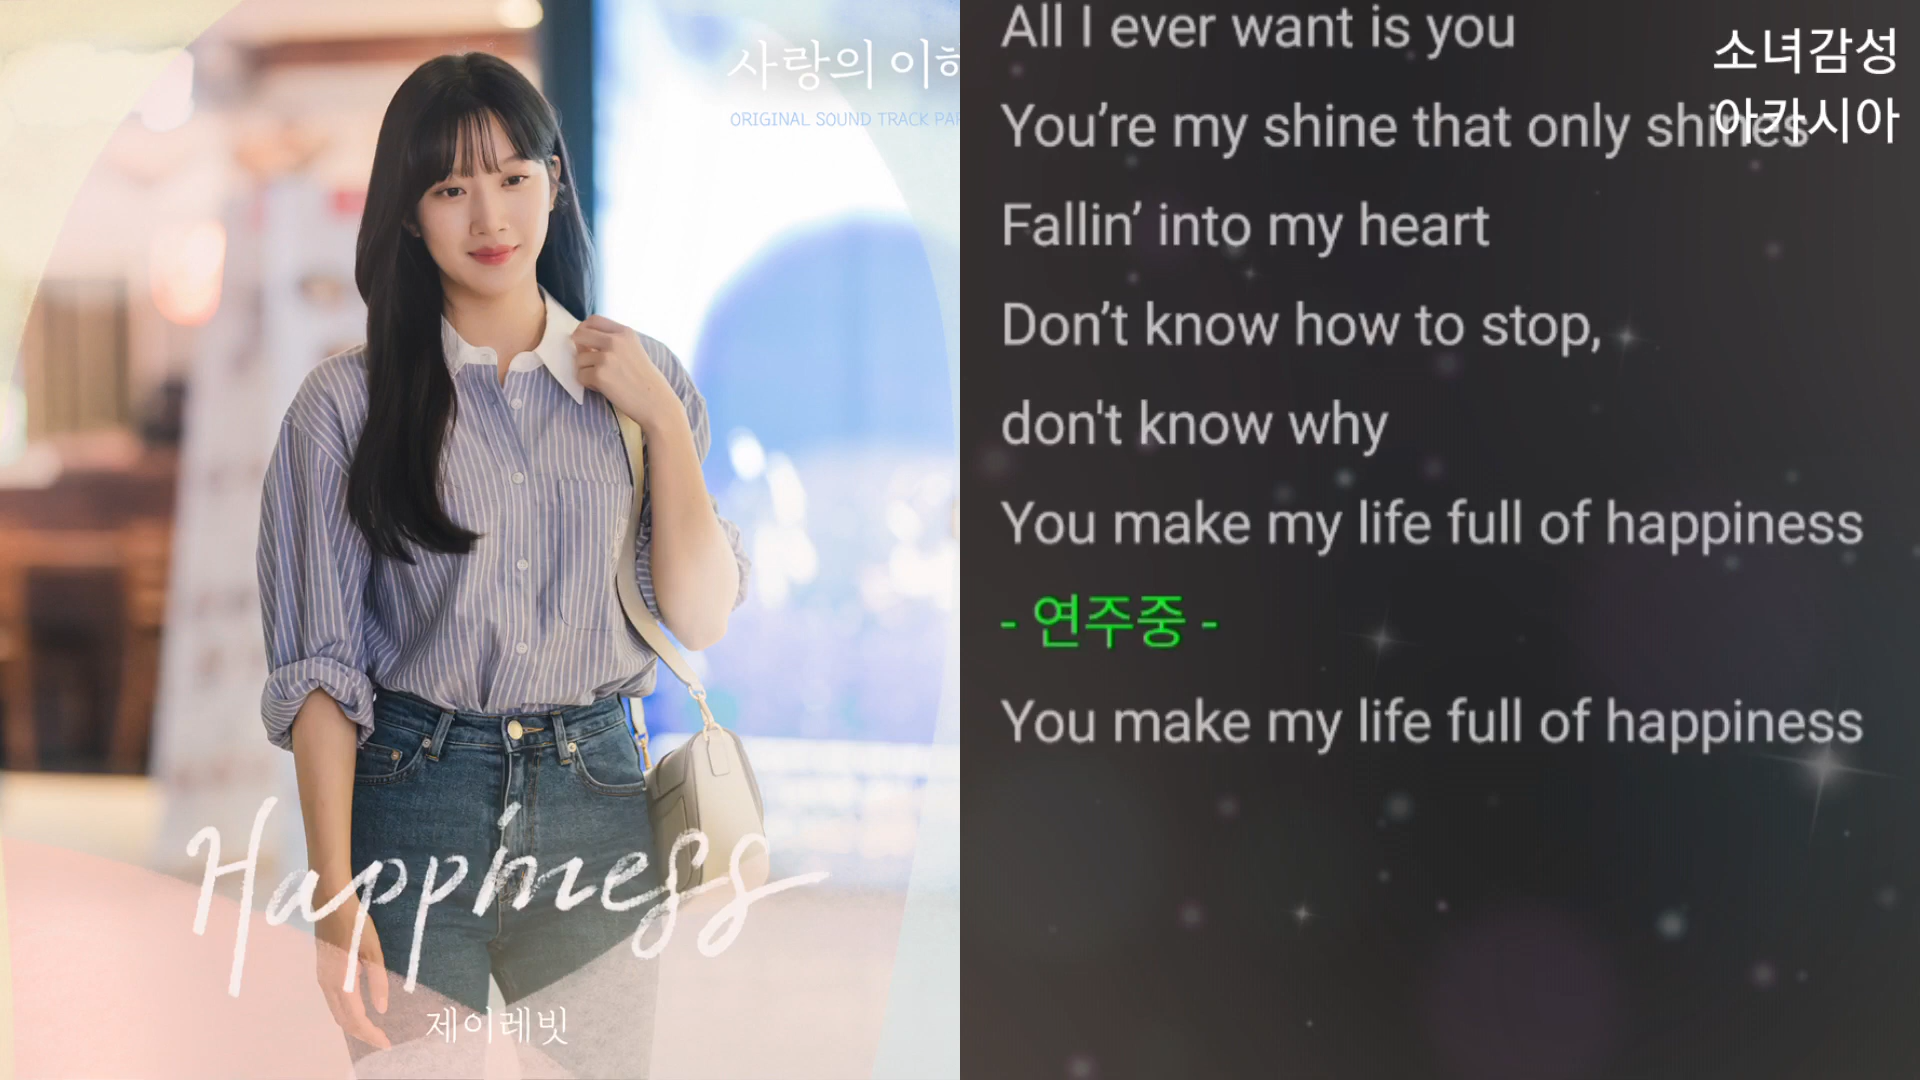 사랑의 이해
ORIGINAL SOUND TRACK PAR
Happiness
제이레빗
All I ever want is you
You’re my shine that only shines
Fallin’ into my heart
Don’t know how to stop,
don't know why
You make my life full of happiness
- 연주중 -
You make my life full of happiness
소녀감성
아카시아